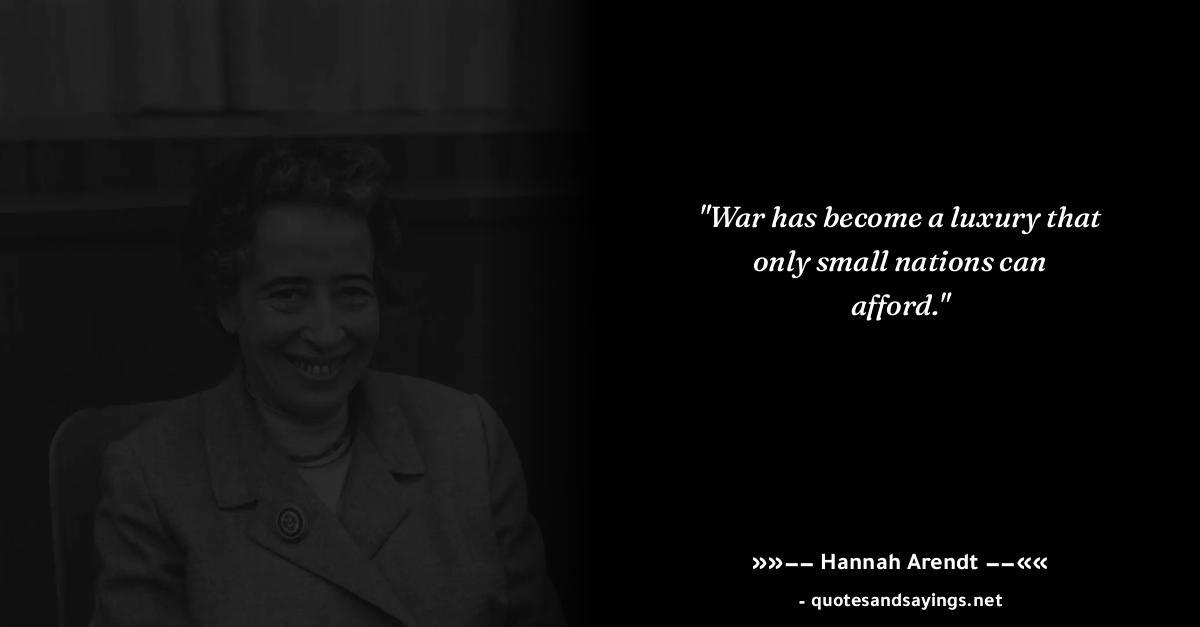 "War has become a luxury that
only small nations can
afford."
»»−− Hannah Arendt −−««
- quotesandsayings.net